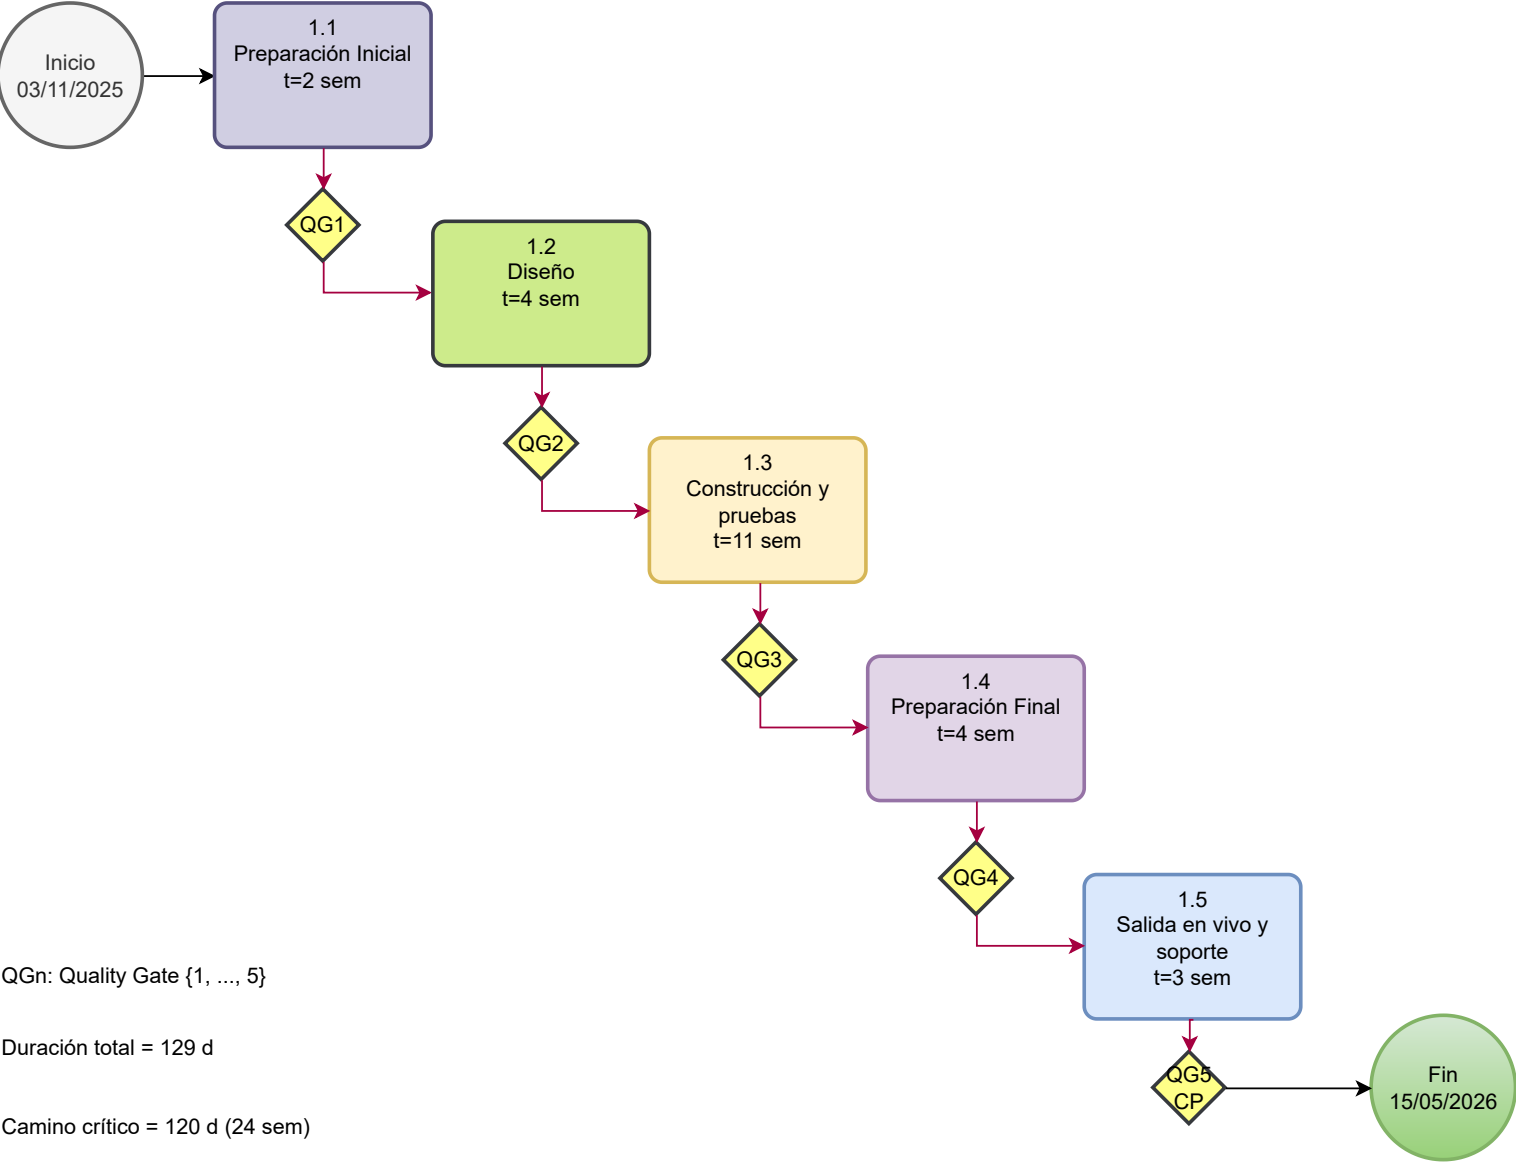 Inicio
03/11/2025
1.1
Preparación Inicial
t=2 sem
QG1
1.2
Diseño
t=4 sem
QG2
1.3
Construcción y
pruebas
t=11 sem
QG3
1.4
Preparación Final
t=4 sem
QG4
1.5
Salida en vivo y
soporte
t=3 sem
QG5
CP
Fin
15/05/2026
QGn: Quality Gate {1, ..., 5}
Duración total = 129 d
Camino crítico = 120 d (24 sem)